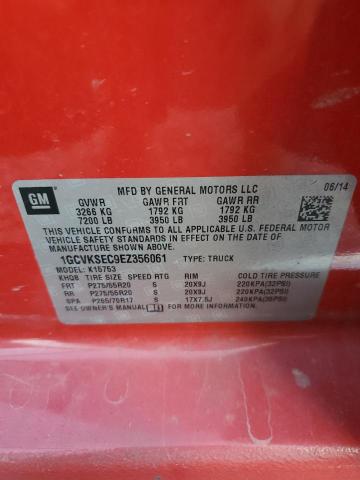 GM
MFD BY GENERAL MOTORS LLC 06/14
GVWR GAWR FRT GAWR RR
3266 KG 1792 KG 1792 KG
7200 LB 3950 LB 3950 LB
THIS VEHICLE CONFORMS TO ALL APPLICABLE U.S. FEDERAL
MOTOR VEHICLE SAFETY AND THEFT PREVENTION STANDARDS
IN EFFECT ON THE DATE OF
MANUFACTURE SHOWN ABOVE.
1GCVKSEC9EZ356061 TYPE: TRUCK
MODEL: K15753
KHQB TIRE SIZE SPEED RTG RIM COLD TIRE PRESSURE
FRT P275/55R20 S 20X9J 220KPA(32PSI)
RR P275/55R20 S 20X9J 220KPA(32PSI)
SPA P265/70R17 S 17X7.5J 240KPA(35PSI)
SEE OWNER'S MANUAL FOR MORE INFORMATION.